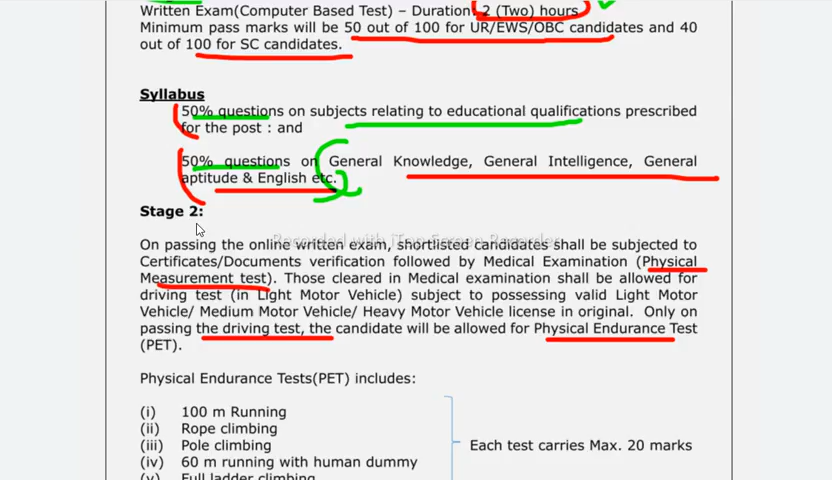 Written Exam(Computer Based Test) – Duration: 2 (Two) hours
Minimum pass marks will be 50 out of 100 for UR/EWS/OBC candidates and 40
out of 100 for SC candidates.
Syllabus
50% questions on subjects relating to educational qualifications prescribed
for the post : and
50% questions on General Knowledge, General Intelligence, General
aptitude & English etc.
Stage 2:
Recorded with iTop Screen Recorder
On passing the online written exam, shortlisted candidates shall be subjected to
Certificates/Documents verification followed by Medical Examination (Physical
Measurement test). Those cleared in Medical examination shall be allowed for
driving test (in Light Motor Vehicle) subject to possessing valid Light Motor
Vehicle/ Medium Motor Vehicle/ Heavy Motor Vehicle license in original. Only on
passing the driving test, the candidate will be allowed for Physical Endurance Test
(PET).
Physical Endurance Tests(PET) includes:
(i) 100 m Running
(ii) Rope climbing
(iii) Pole climbing
Each test carries Max. 20 marks
(iv) 60 m running with human dummy
(v) Full ladder climbing